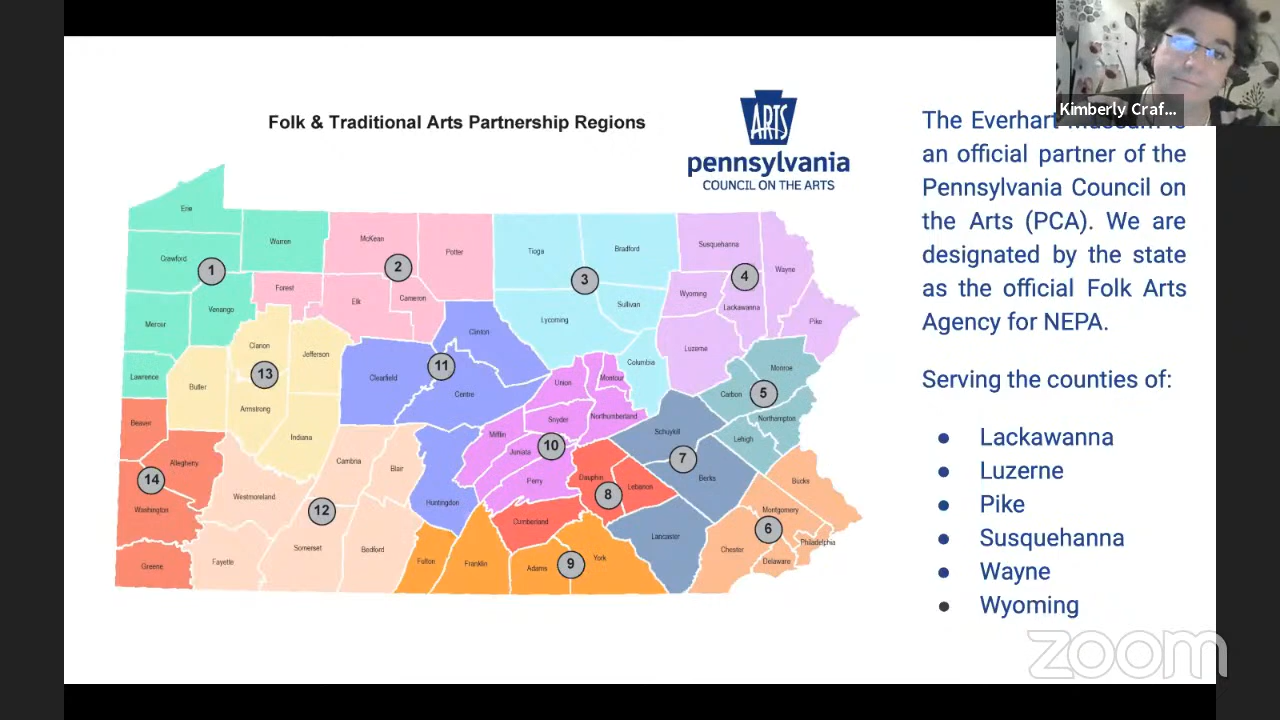 Kimberly Craf...
Folk & Traditional Arts Partnership Regions
ARTS
pennsylvania
COUNCIL ON THE ARTS
The Everhart Museum is
an official partner of the
Pennsylvania Council on
the Arts (PCA). We are
designated by the state
as the official Folk Arts
Agency for NEPA.
Serving the counties of:
Lackawanna
Luzerne
Pike
Susquehanna
Wayne
Wyoming
Erie
Crawford
Warren
1
Mercer
Venango
Lawrence
McKean
Potter
2
Forest
Elk
Cameron
Tioga
Bradford
3
Lycoming
Sullivan
Columbia
Susquehanna
Wayne
4
Wyoming
Lackawanna
Pike
Luzerne
Monroe
Carbon
5
Northampton
Lehigh
Bucks
Montgomery
6
Philadelphia
Chester
Delaware
Schuylkill
7
Berks
Lancaster
Dauphin
Lebanon
8
Cumberland
Fulton
Franklin
Adams
9
York
Union
Montour
Snyder
Northumberland
Mifflin
10
Juniata
Perry
Clinton
11
Clearfield
Centre
Huntingdon
Cambria
Blair
Westmoreland
12
Fayette
Somerset
Bedford
Clarion
Jefferson
13
Butler
Armstrong
Indiana
Beaver
Allegheny
14
Washington
Greene
zoom